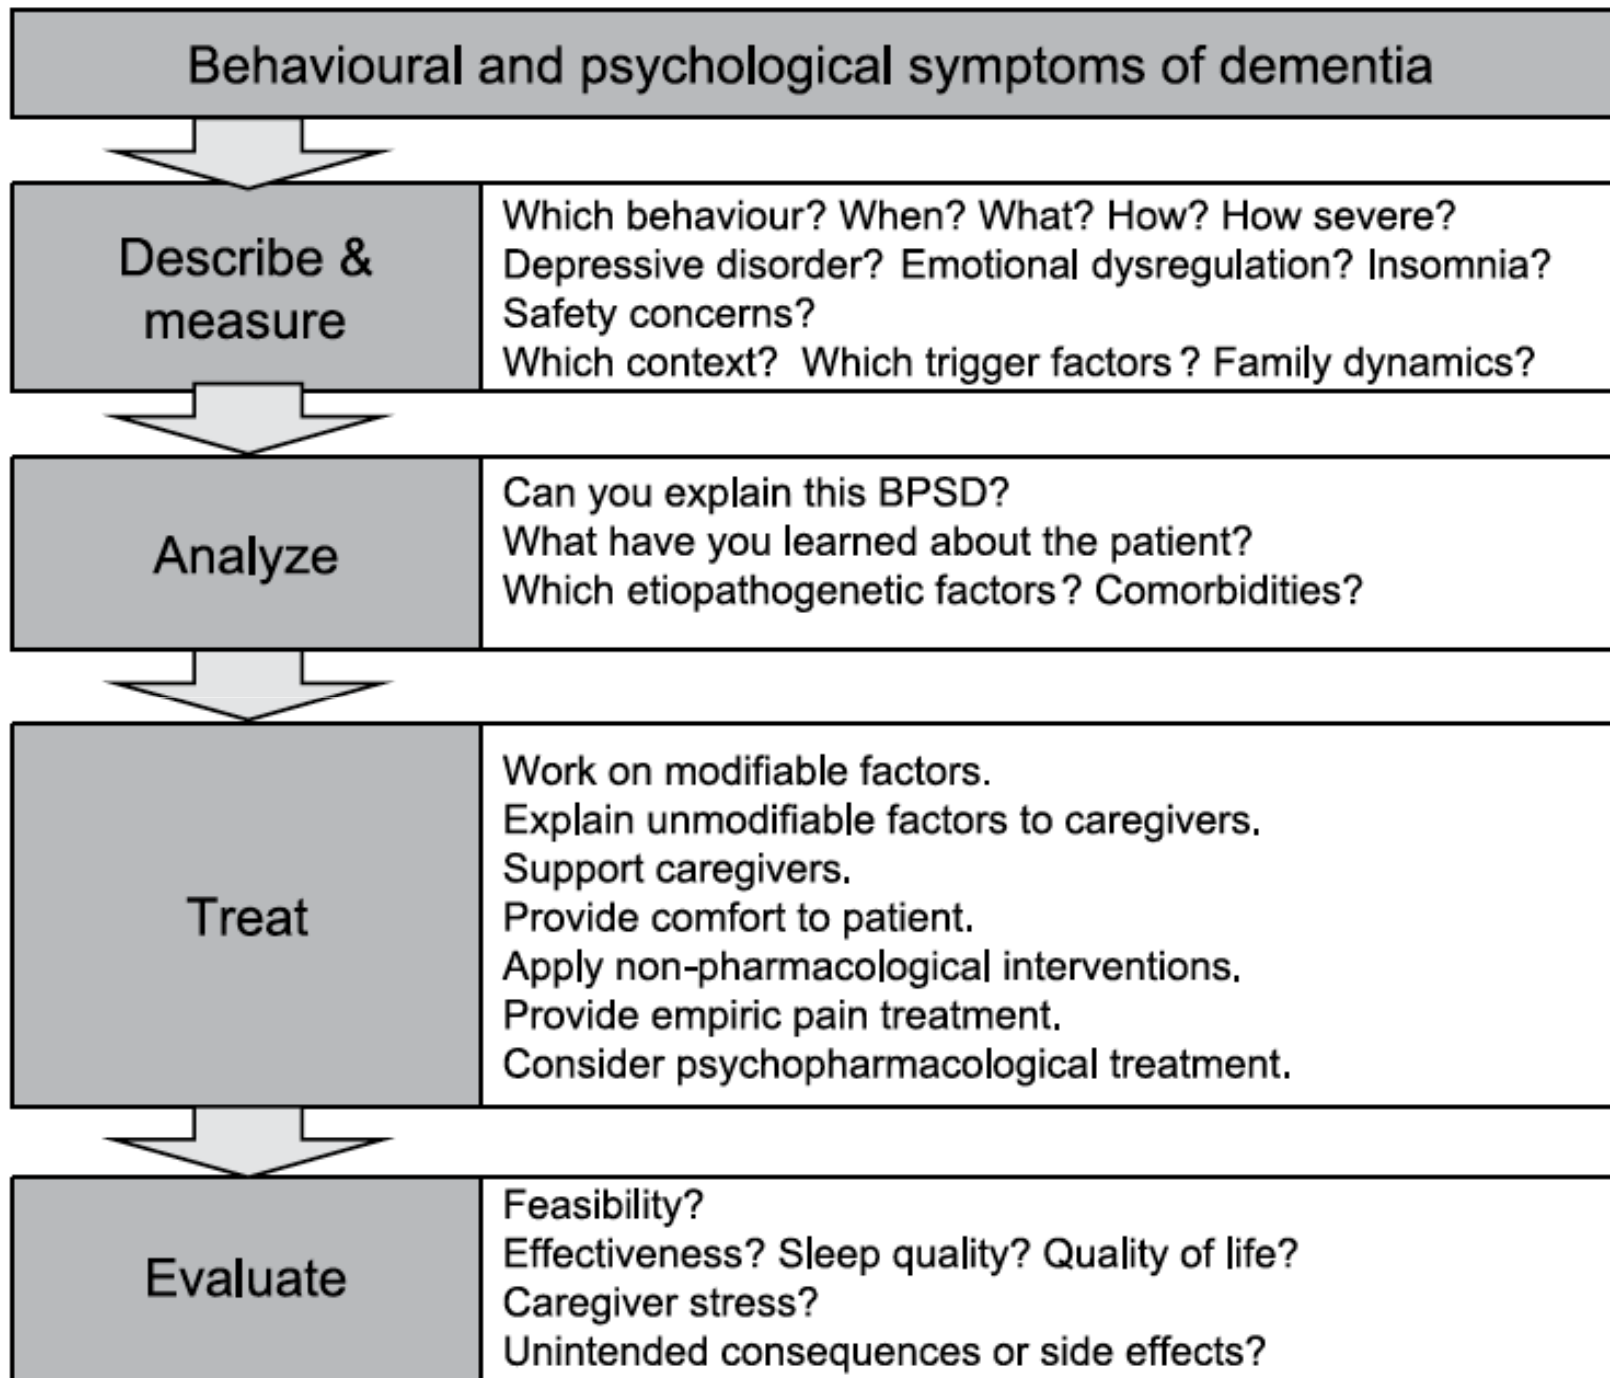 Behavioural and psychological symptoms of dementia
Describe &
measure
Which behaviour? When? What? How? How severe?
Depressive disorder? Emotional dysregulation? Insomnia?
Safety concerns?
Which context? Which trigger factors? Family dynamics?
Analyze
Can you explain this BPSD?
What have you learned about the patient?
Which etiopathogenetic factors? Comorbidities?
Treat
Work on modifiable factors.
Explain unmodifiable factors to caregivers.
Support caregivers.
Provide comfort to patient.
Apply non-pharmacological interventions.
Provide empiric pain treatment.
Consider psychopharmacological treatment.
Evaluate
Feasibility?
Effectiveness? Sleep quality? Quality of life?
Caregiver stress?
Unintended consequences or side effects?